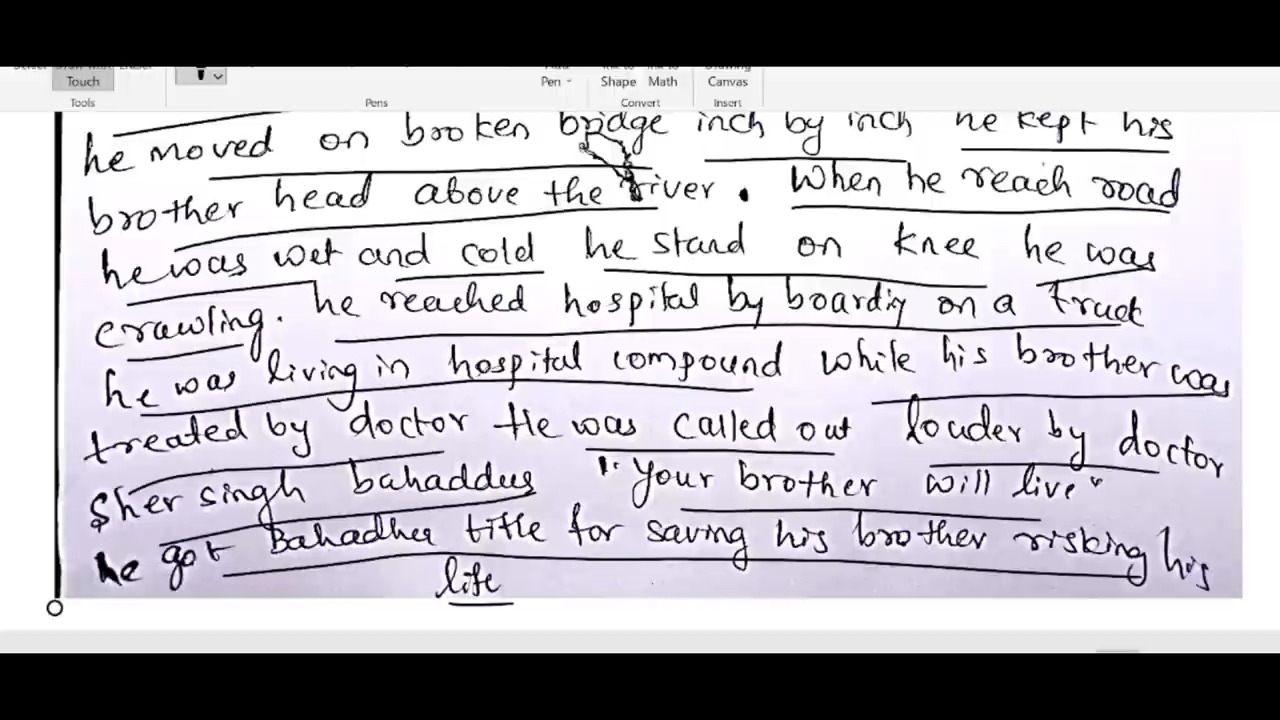 Touch
Pen
Shape Math
Canvas
Tools
Pens
Convert
Insert
he moved on broken bridge inch by inch he kept his
brother head above the river. When he reach road
he was wet and cold he stand on knee he was
crawling. he reached hospital by boardig on a truck
he was living in hospital compound while his brother was
treated by doctor He was called out louder by doctor
Sher singh bahaddus "Your brother will live"
he got Bahadher title for saving his brother risking his
life